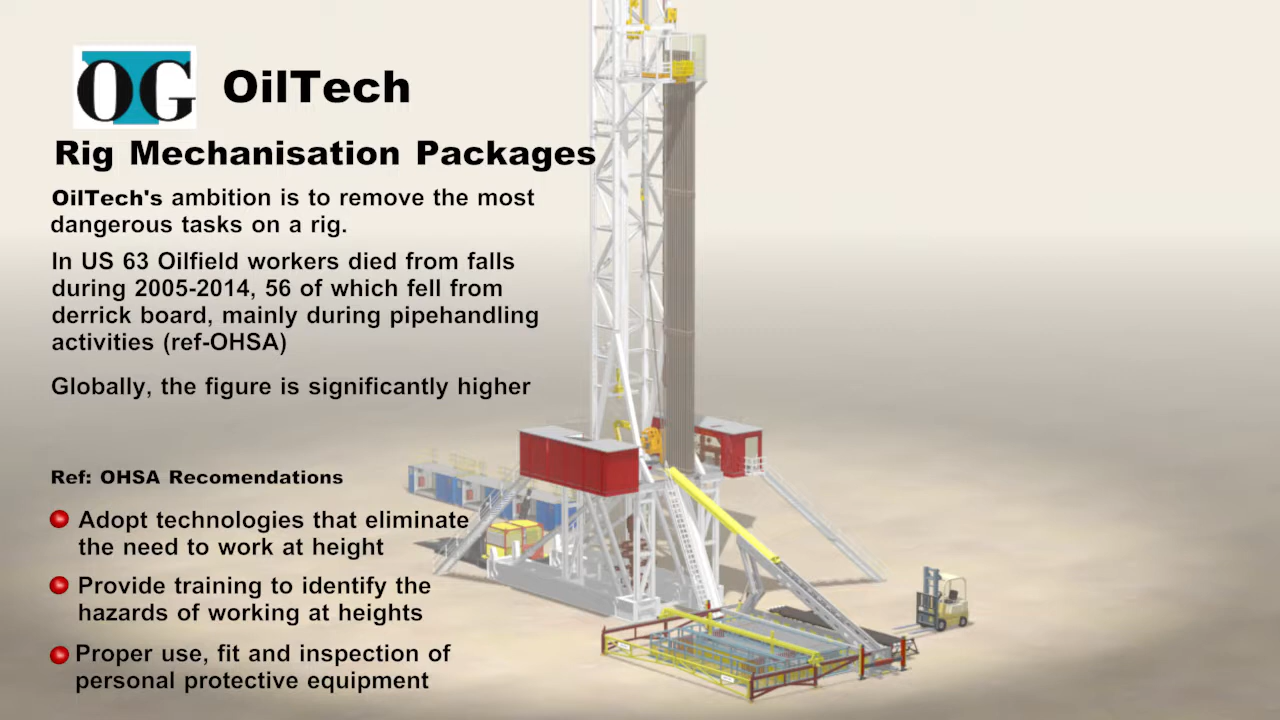 OG OilTech
Rig Mechanisation Packages
OilTech's ambition is to remove the most
dangerous tasks on a rig.
In US 63 Oilfield workers died from falls
during 2005-2014, 56 of which fell from
derrick board, mainly during pipehandling
activities (ref-OHSA)
Globally, the figure is significantly higher
Ref: OHSA Recomendations
Adopt technologies that eliminate
the need to work at height
Provide training to identify the
hazards of working at heights
Proper use, fit and inspection of
personal protective equipment